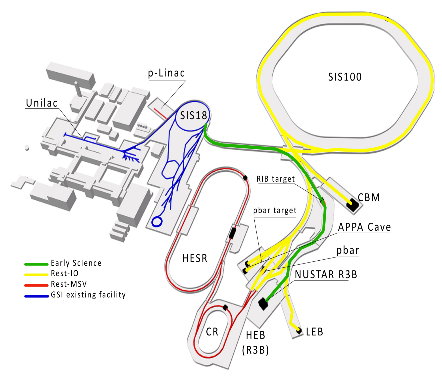 p-Linac
SIS100
Unilac
SIS18
RIB target
CBM
pbar target
APPA Cave
HESR
pbar
NUSTAR R3B
Early Science
Rest-IO
Rest-MSV
GSI existing facility
CR
HEB
(R3B)
LEB